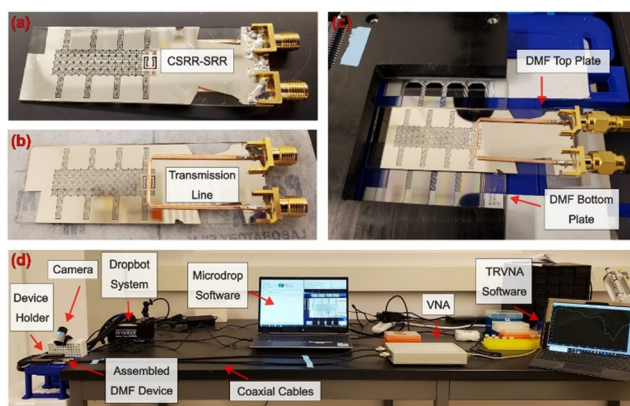 (a)
CSRR-SRR
(b)
Transmission
Line
(c)
DMF Top Plate
DMF Bottom
Plate
(d)
Camera
Dropbot
System
Device
Holder
Microdrop
Software
VNA
TRVNA
Software
Assembled
DMF Device
Coaxial Cables